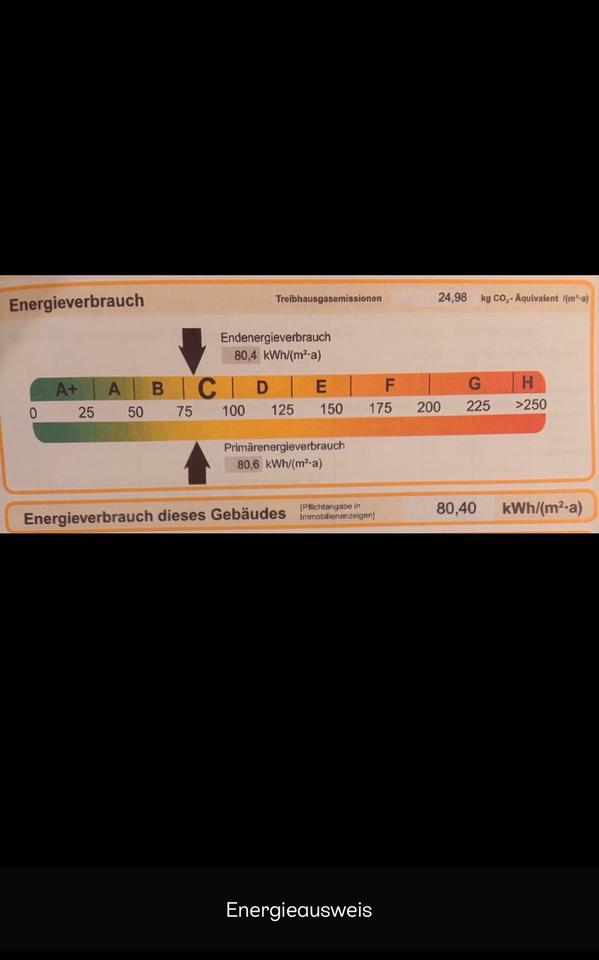 Energieverbrauch
Treibhausgasemissionen 24,98 kg CO₂-Äquivalent /(m²·a)
Endenergieverbrauch
80,4 kWh/(m²·a)
A+ A B C D E F G H
0 25 50 75 100 125 150 175 200 225 >250
Primärenergieverbrauch
80,6 kWh/(m²·a)
Energieverbrauch dieses Gebäudes
[Pflichtangabe in
Immobilienanzeigen]
80,40 kWh/(m²·a)
Energieausweis